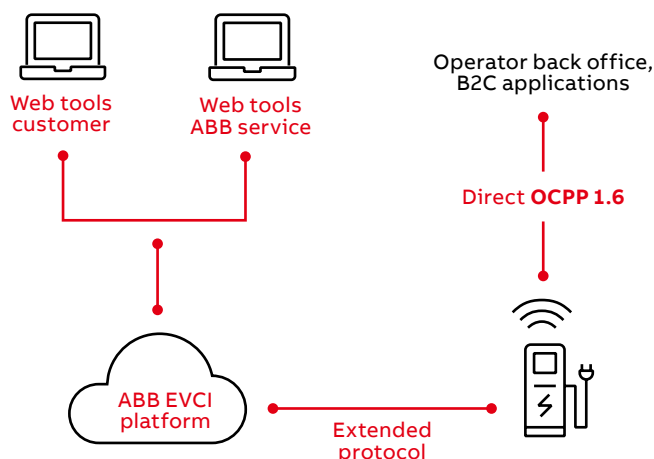 Operator back office,
B2C applications
Web tools
customer
Web tools
ABB service
Direct OCPP 1.6
ABB EVCI
platform
Extended
protocol